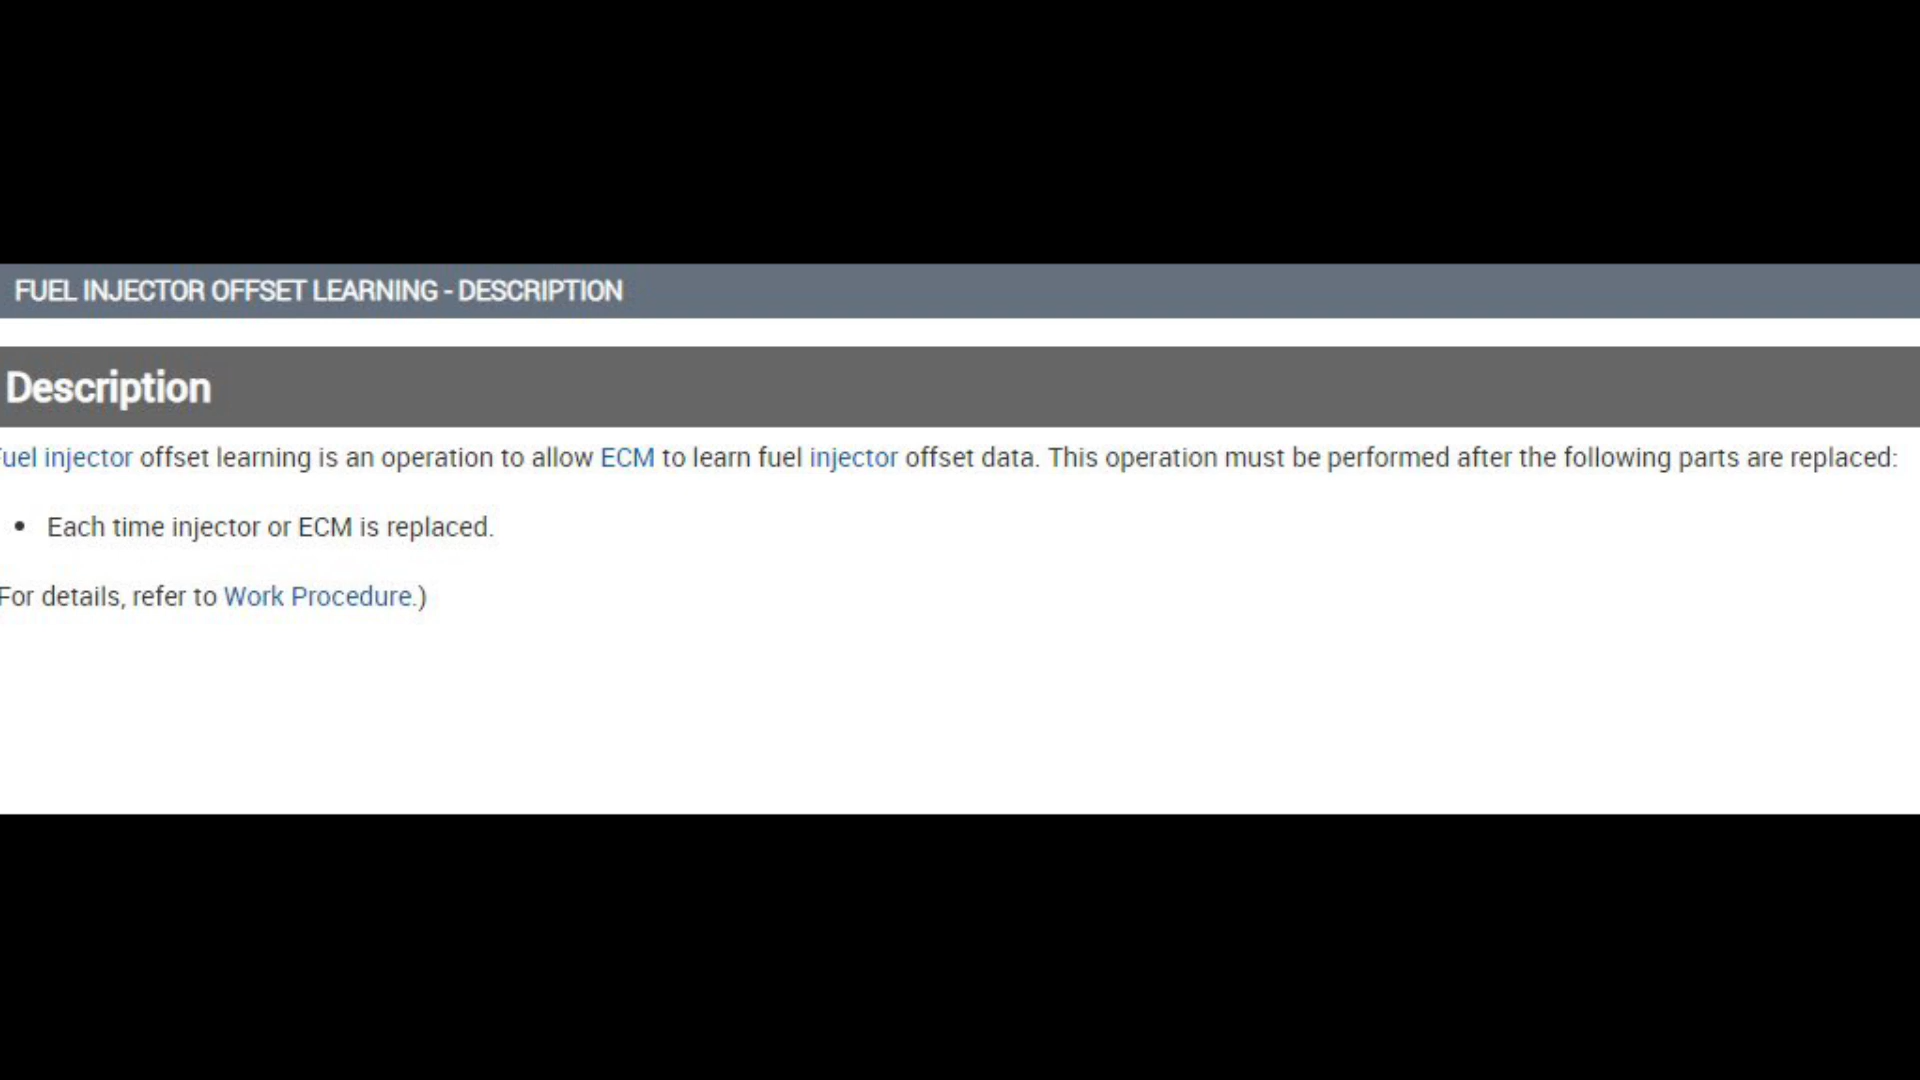 FUEL INJECTOR OFFSET LEARNING - DESCRIPTION
Description
uel injector offset learning is an operation to allow ECM to learn fuel injector offset data. This operation must be performed after the following parts are replaced:
• Each time injector or ECM is replaced.
For details, refer to Work Procedure.)